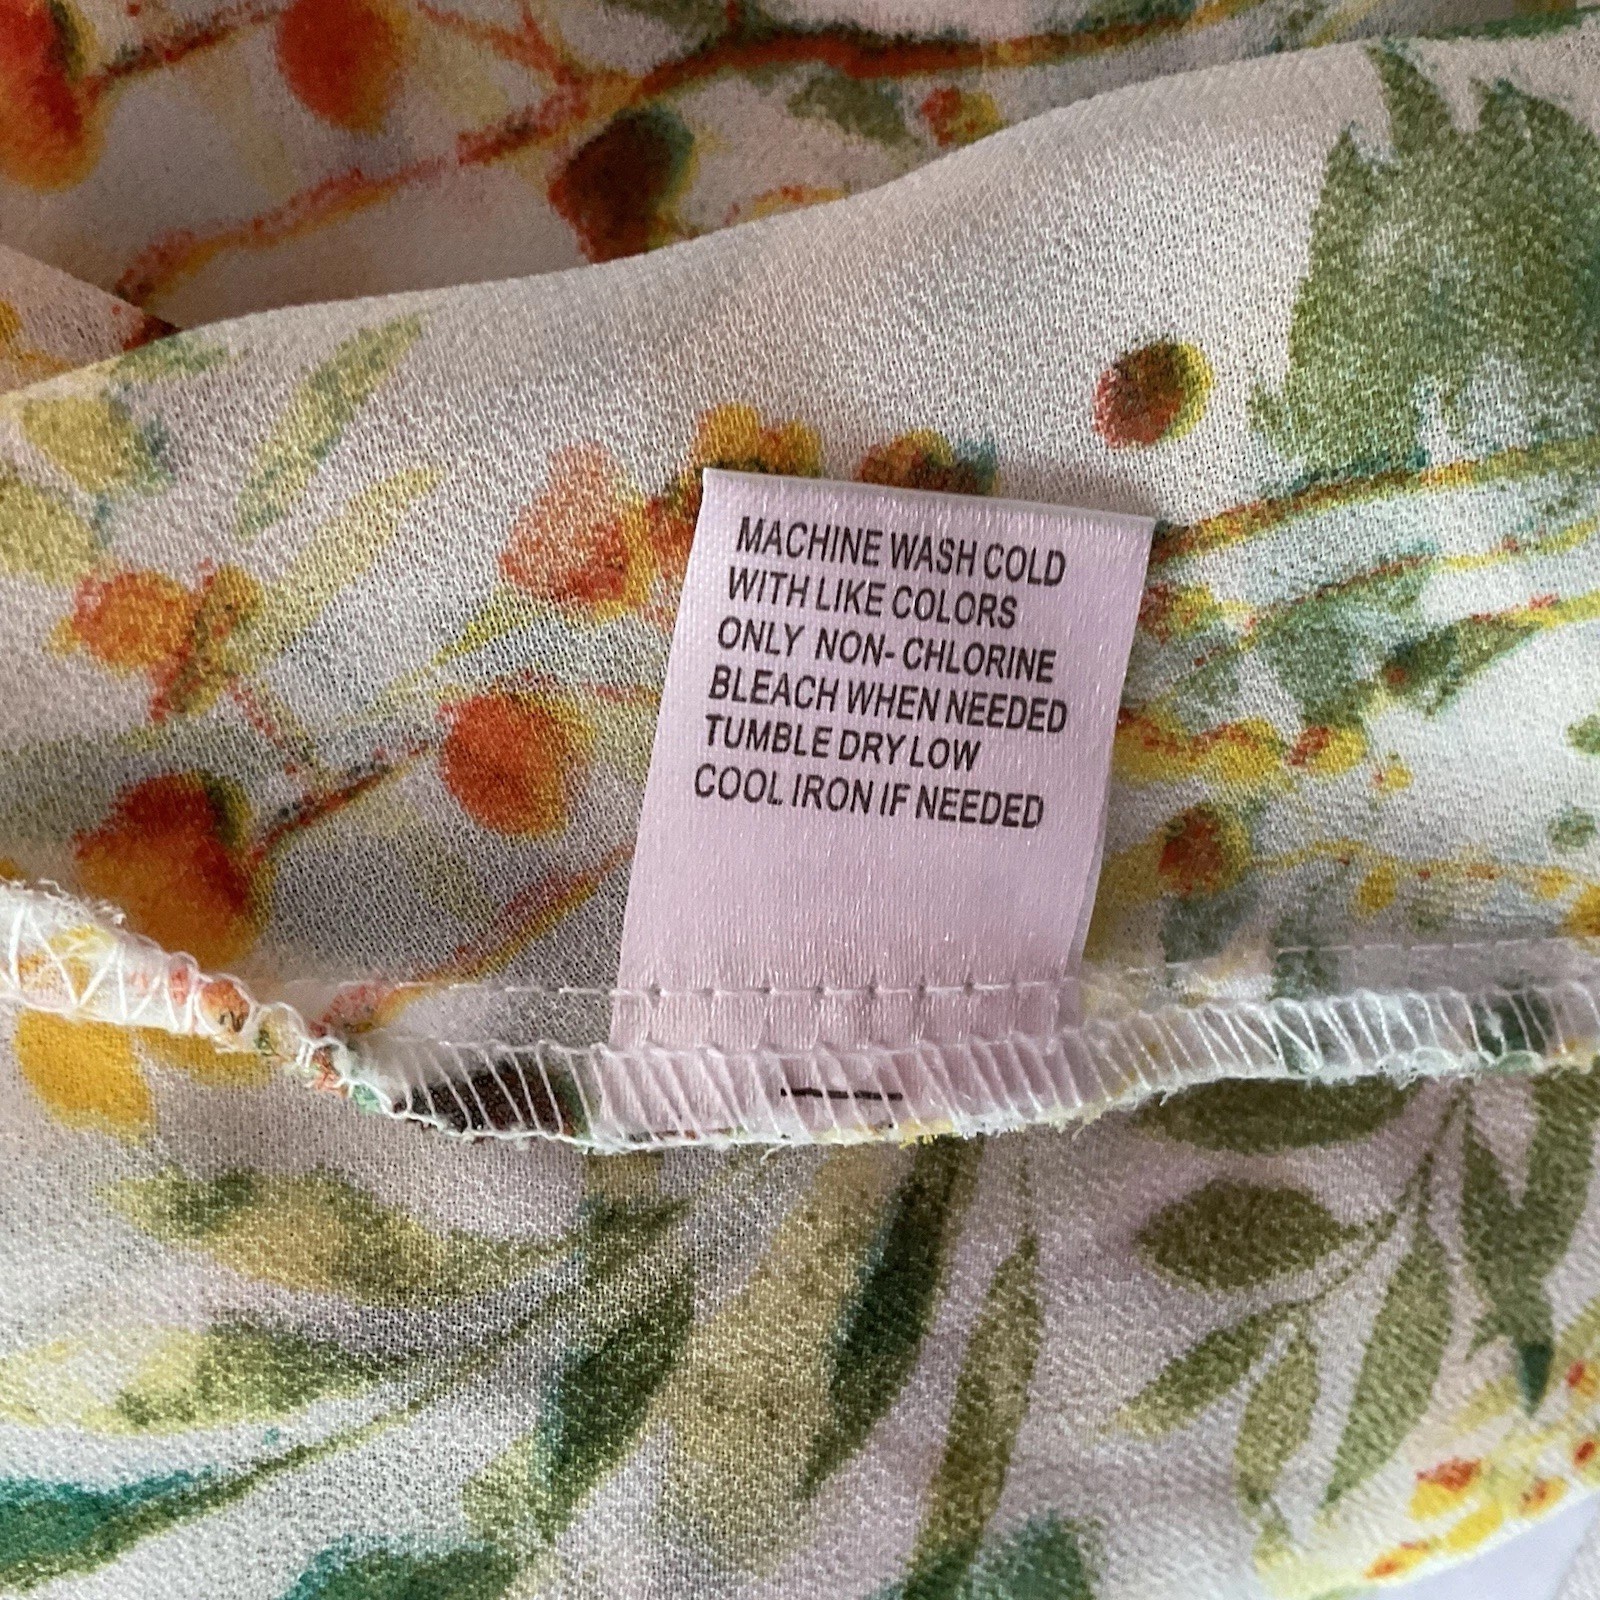 MACHINE WASH COLD
WITH LIKE COLORS
ONLY NON-CHLORINE
BLEACH WHEN NEEDED
TUMBLE DRY LOW
COOL IRON IF NEEDED